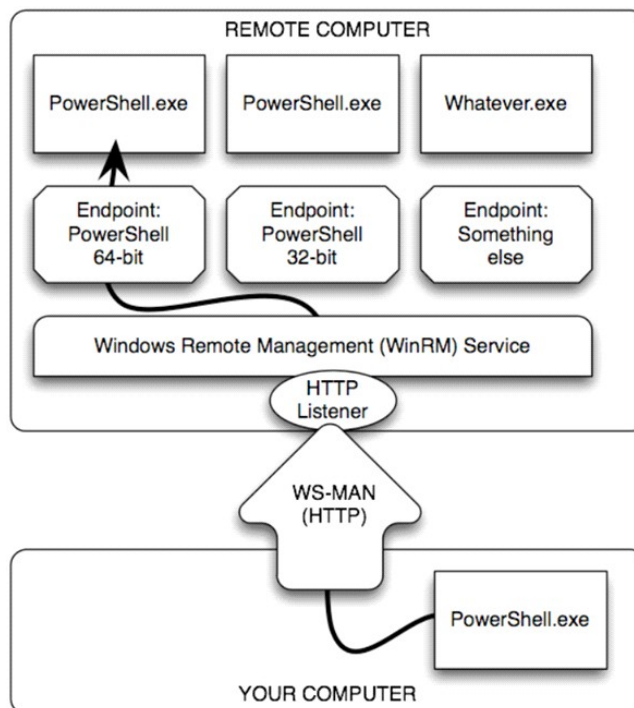 REMOTE COMPUTER
PowerShell.exe
PowerShell.exe
Whatever.exe
Endpoint:
PowerShell
64-bit
Endpoint:
PowerShell
32-bit
Endpoint:
Something
else
Windows Remote Management (WinRM) Service
HTTP
Listener
WS-MAN
(HTTP)
PowerShell.exe
YOUR COMPUTER